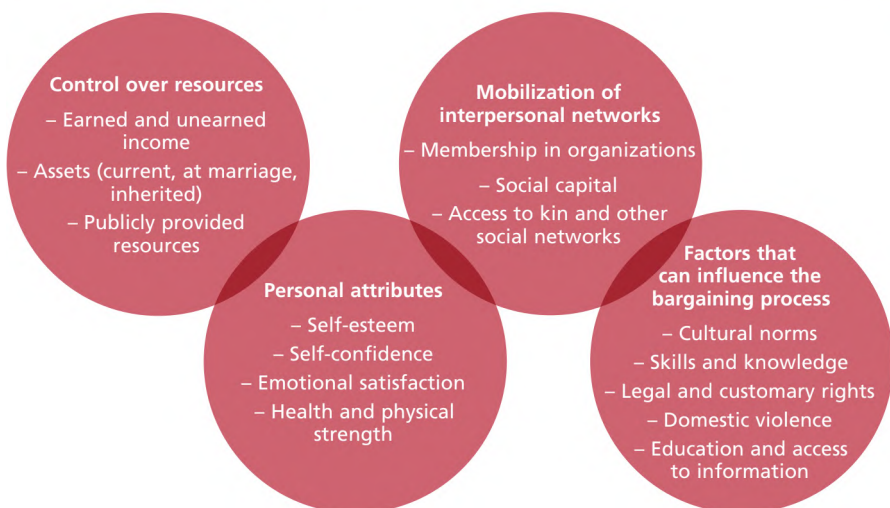 Control over resources
– Earned and unearned
income
– Assets (current, at marriage,
inherited)
– Publicly provided
resources
Personal attributes
– Self-esteem
– Self-confidence
– Emotional satisfaction
– Health and physical
strength
Mobilization of
interpersonal networks
– Membership in organizations
– Social capital
– Access to kin and other
social networks
Factors that
can influence the
bargaining process
– Cultural norms
– Skills and knowledge
– Legal and customary rights
– Domestic violence
– Education and access
to information